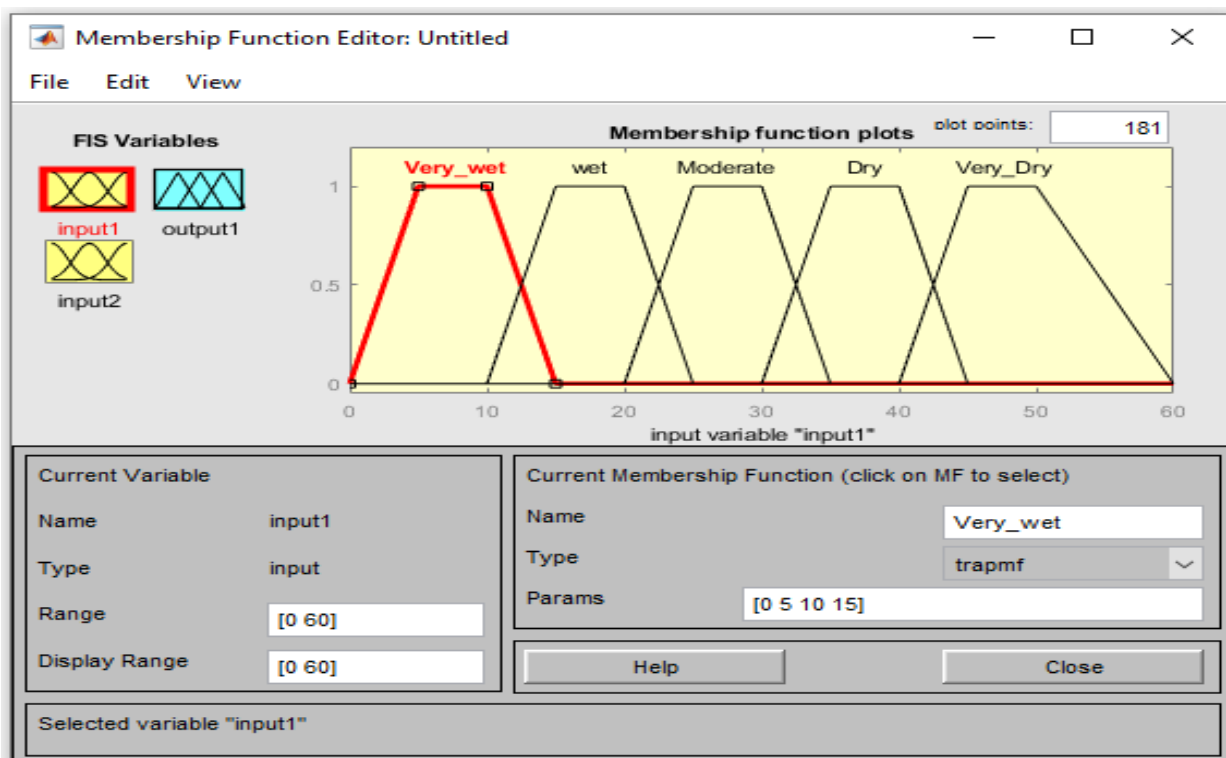 Membership Function Editor: Untitled
File Edit View
FIS Variables
input1
output1
input2
Membership function plots
plot points:
181
Very_wet wet Moderate Dry Very_Dry
1
0.5
0
0 10 20 30 40 50 60
input variable "input1"
Current Variable
Name input1
Type input
Range [0 60]
Display Range [0 60]
Current Membership Function (click on MF to select)
Name Very_wet
Type trapmf
Params [0 5 10 15]
Help Close
Selected variable "input1"